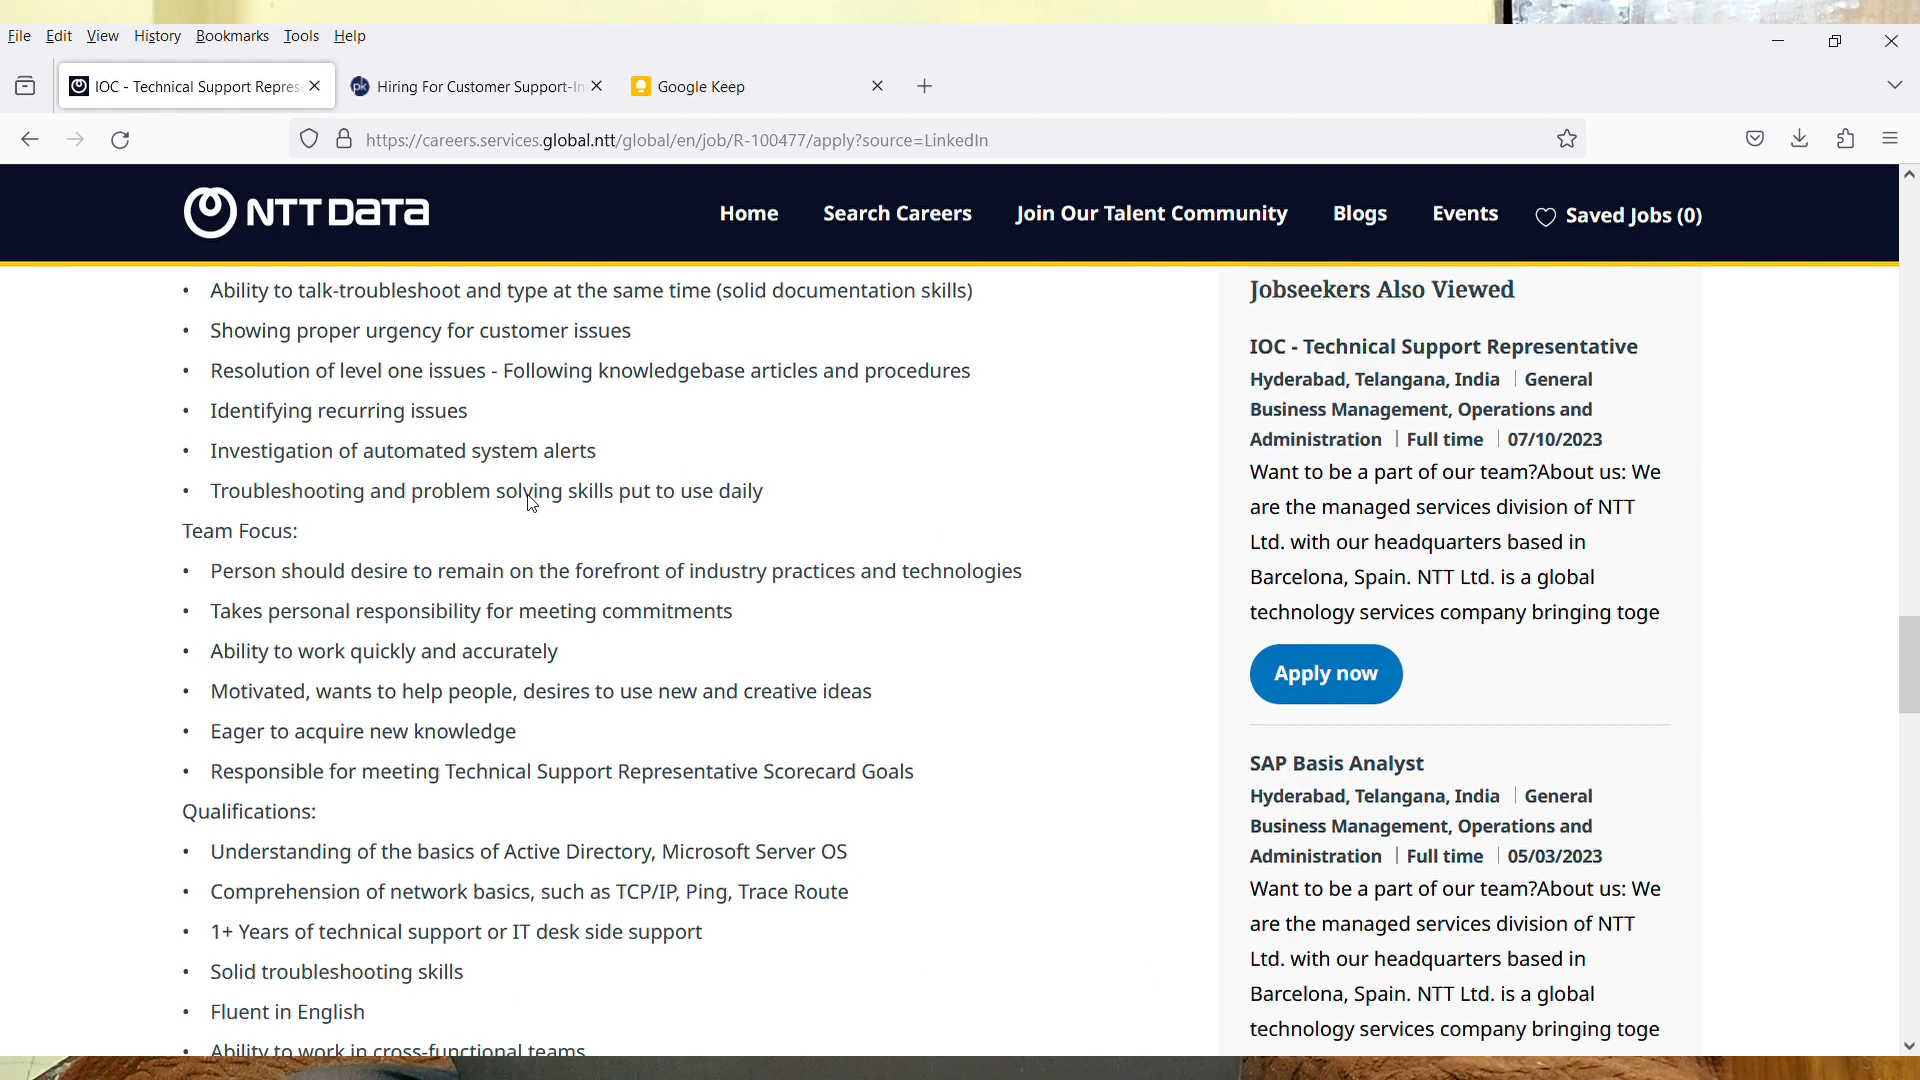 File Edit View History Bookmarks Tools Help
IOC - Technical Support Represe
Hiring For Customer Support-In
Google Keep
https://careers.services.global.ntt/global/en/job/R-100477/apply?source=LinkedIn
NTT DATA
Home Search Careers Join Our Talent Community Blogs Events Saved Jobs (0)
• Ability to talk-troubleshoot and type at the same time (solid documentation skills)
• Showing proper urgency for customer issues
• Resolution of level one issues - Following knowledgebase articles and procedures
• Identifying recurring issues
• Investigation of automated system alerts
• Troubleshooting and problem solving skills put to use daily
Team Focus:
• Person should desire to remain on the forefront of industry practices and technologies
• Takes personal responsibility for meeting commitments
• Ability to work quickly and accurately
• Motivated, wants to help people, desires to use new and creative ideas
• Eager to acquire new knowledge
• Responsible for meeting Technical Support Representative Scorecard Goals
Qualifications:
• Understanding of the basics of Active Directory, Microsoft Server OS
• Comprehension of network basics, such as TCP/IP, Ping, Trace Route
• 1+ Years of technical support or IT desk side support
• Solid troubleshooting skills
• Fluent in English
• Ability to work in cross-functional teams
Jobseekers Also Viewed
IOC - Technical Support Representative
Hyderabad, Telangana, India | General
Business Management, Operations and
Administration | Full time | 07/10/2023
Want to be a part of our team?About us: We
are the managed services division of NTT
Ltd. with our headquarters based in
Barcelona, Spain. NTT Ltd. is a global
technology services company bringing toge
Apply now
SAP Basis Analyst
Hyderabad, Telangana, India | General
Business Management, Operations and
Administration | Full time | 05/03/2023
Want to be a part of our team?About us: We
are the managed services division of NTT
Ltd. with our headquarters based in
Barcelona, Spain. NTT Ltd. is a global
technology services company bringing toge